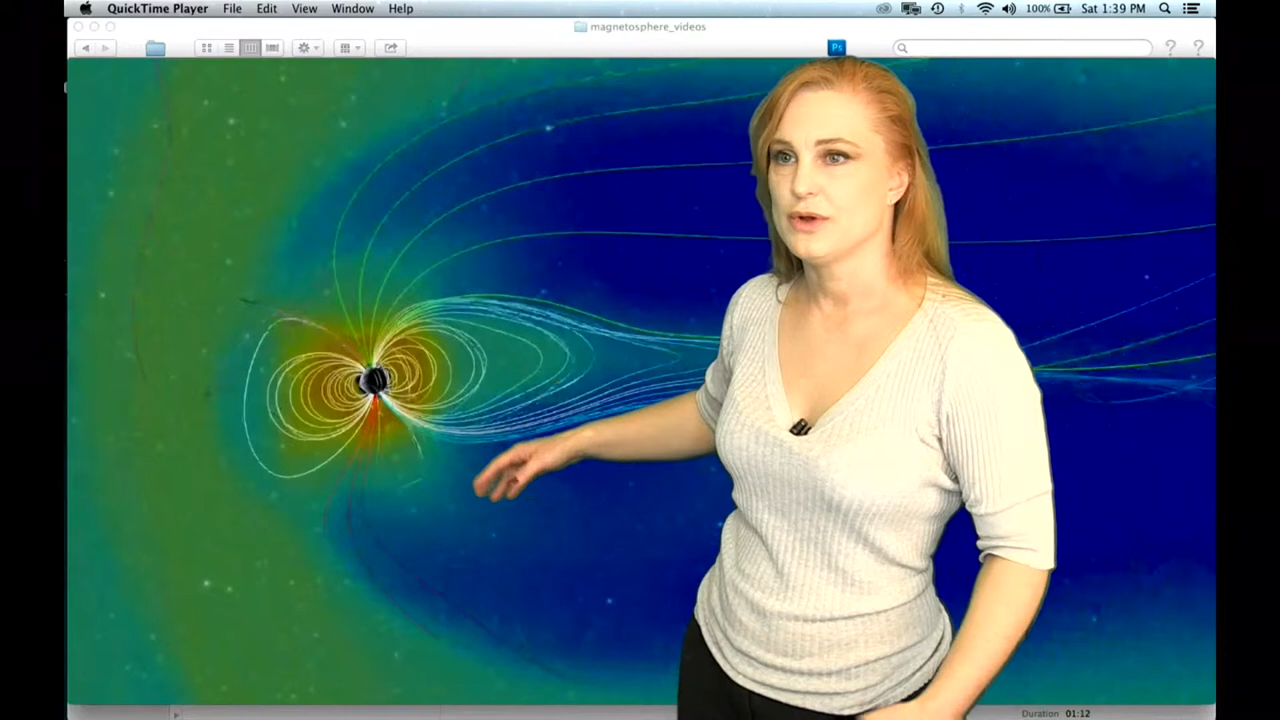 QuickTime Player File Edit View Window Help 100% Sat 1:39 PM
magnetosphere_videos
Ps
Duration 01:12